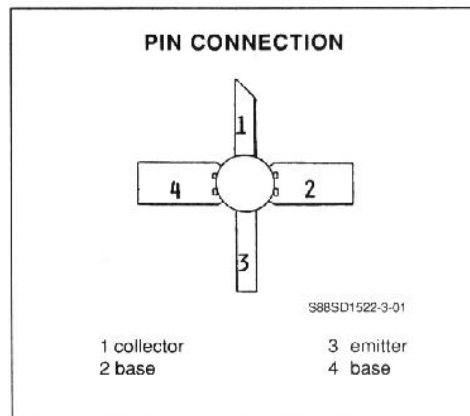 PIN CONNECTION
1
4 2
3
S88SD1522-3-01
1 collector 3 emitter
2 base 4 base